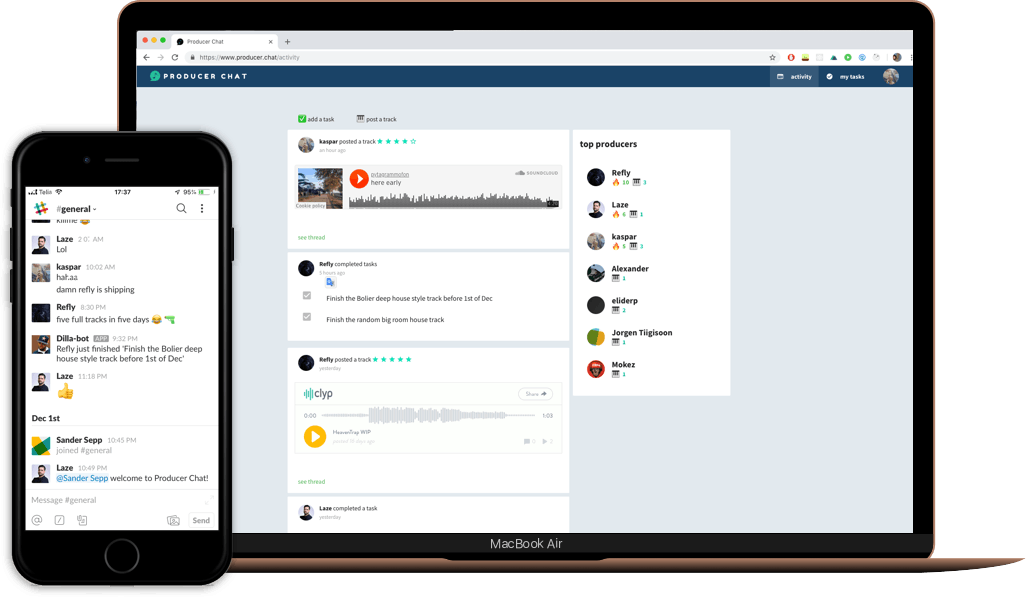 Producer Chat
https://www.producer.chat/activity
PRODUCER CHAT
activity
my tasks
add a task
post a track
kaspar posted a track
an hour ago
pytagrammofun
here early
SOUNDCLOUD
Cookie policy
see thread
Refly completed tasks
5 hours ago
Finish the Bolier deep house style track before 1st of Dec
Finish the random big room house track
Refly posted a track
yesterday
clyp
Share
0:00
1:03
HeavenTrap WIP
0
2
see thread
Laze completed a task
yesterday
top producers
Refly
10 3
Laze
6 1
kaspar
5 3
Alexander
1
eliderp
2
Jorgen Tiigisoon
1
Mokez
1
MacBook Air
Telia
17:37
95%
#general
Laze
Lol
kaspar 10:02 AM
damn refly is shipping
Refly 8:30 PM
five full tracks in five days
Dilla-bot APP 9:32 PM
Refly just finished 'Finish the Bolier deep
house style track before 1st of Dec'
Laze 11:18 PM
Dec 1st
Sander Sepp 10:45 PM
joined #general
Laze 10:49 PM
@Sander Sepp welcome to Producer Chat!
Message #general
Send